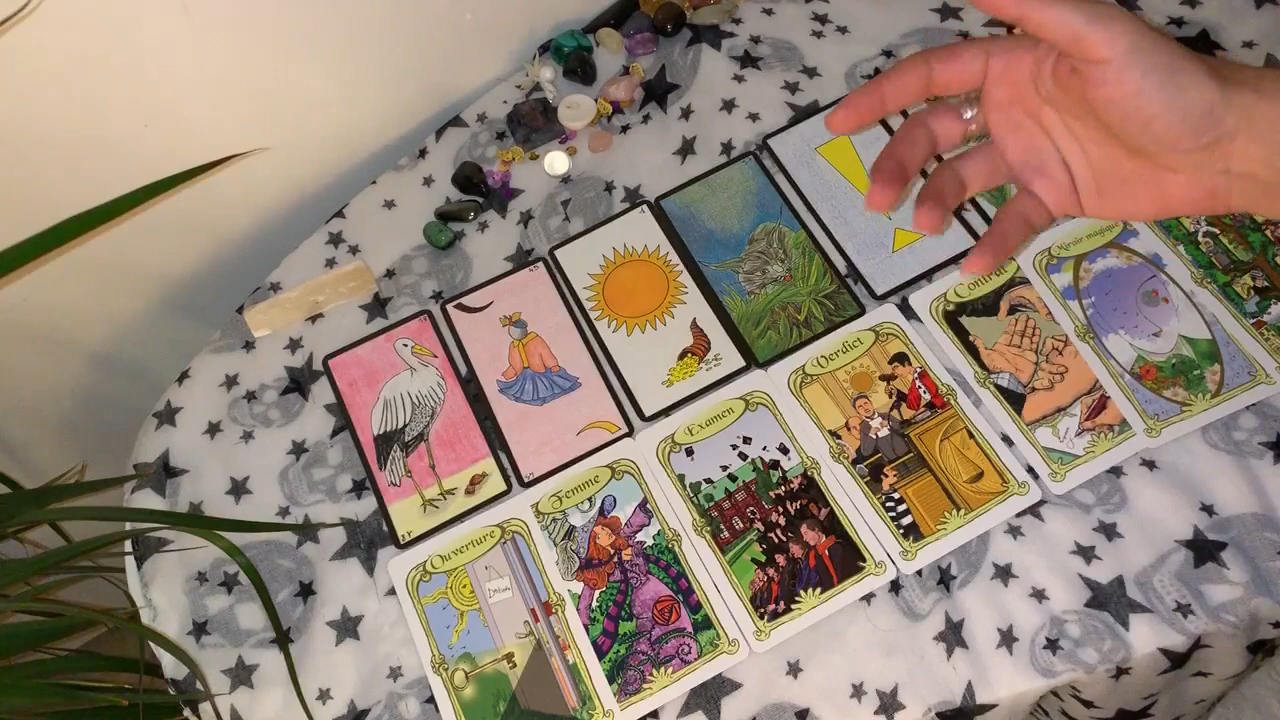 Ouverture
Femme
Examen
Verdict
Contrat
Miroir magique